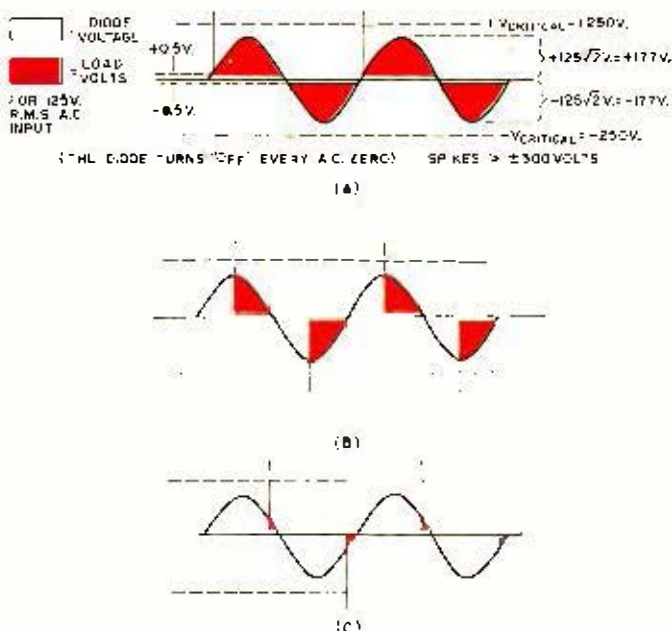 DIODE
VOLTAGE
LOAD
VOLTS
FOR 125V.
R.M.S. A.C.
INPUT
+0.5V.
-0.5V.
+VCRITICAL=+250V.
+125√2V.=+177V.
-125√2V.=-177V.
-VCRITICAL=-250V.
(THE DIODE TURNS "OFF" EVERY A.C. ZERO) SPIKES > ±300 VOLTS
(A)
(B)
(C)